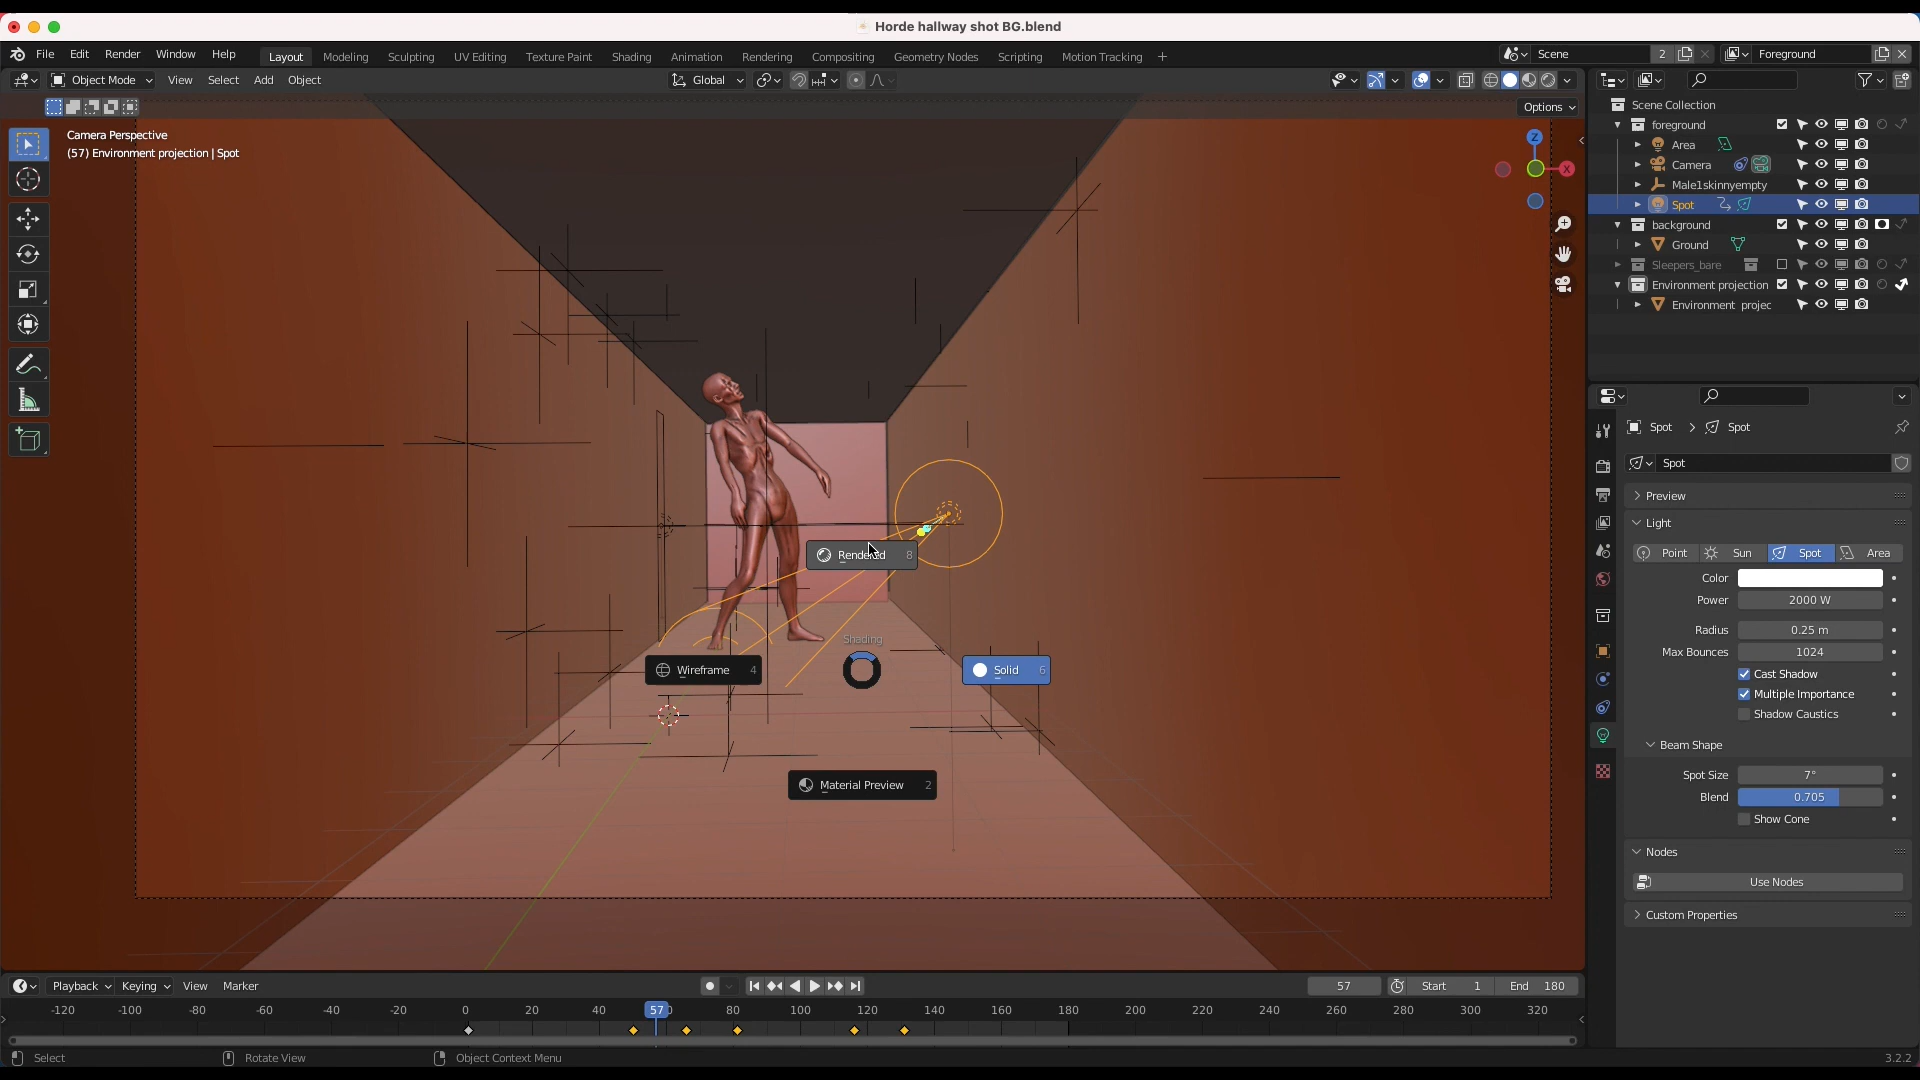 Horde hallway shot BG.blend
File Edit Render Window Help
Layout Modeling Sculpting UV Editing Texture Paint Shading Animation Rendering Compositing Geometry Nodes Scripting Motion Tracking +
Scene 2 Foreground
Object Mode View Select Add Object Global
Options
Camera Perspective
(57) Environment projection | Spot
Z
X
Rendered 8
Shading
Wireframe 4
Solid 6
Material Preview 2
Scene Collection
foreground
Area
Camera
Male1skinnyempty
Spot
background
Ground
Sleepers_bare
Environment projection
Environment projec
Spot > Spot
Spot
Preview
Light
Point Sun Spot Area
Color
Power 2000 W
Radius 0.25 m
Max Bounces 1024
Cast Shadow
Multiple Importance
Shadow Caustics
Beam Shape
Spot Size 7°
Blend 0.705
Show Cone
Nodes
Use Nodes
Custom Properties
Playback Keying View Marker
57 Start 1 End 180
-120 -100 -80 -60 -40 -20 0 20 40 57 80 100 120 140 160 180 200 220 240 260 280 300 320
Select Rotate View Object Context Menu 3.2.2